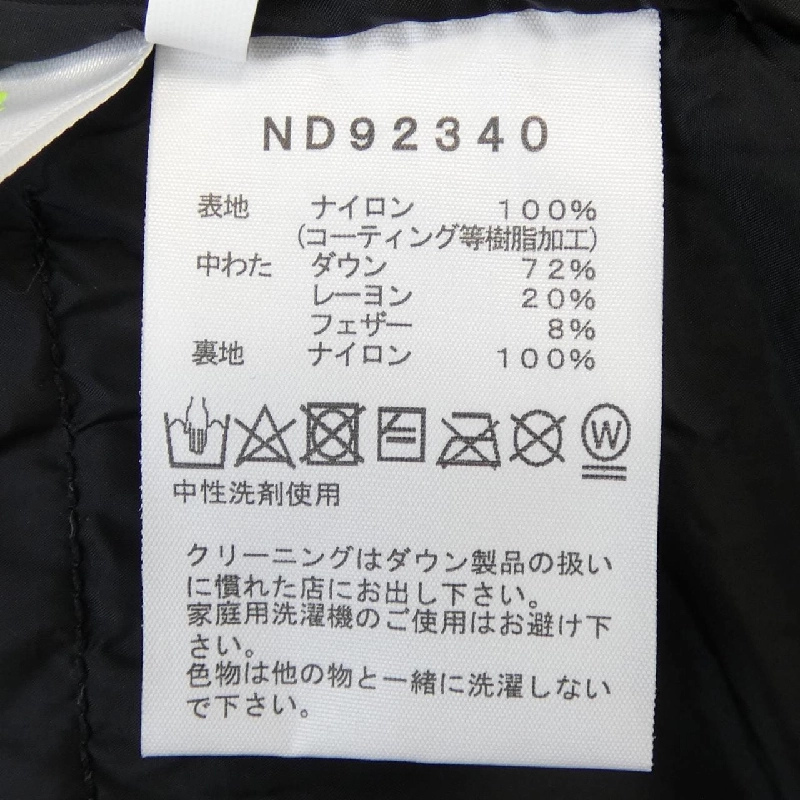 ND92340
表地 ナイロン 100%
(コーティング等樹脂加工)
中わた ダウン 72%
レーヨン 20%
フェザー 8%
裏地 ナイロン 100%
W
中性洗剤使用
クリーニングはダウン製品の扱い
に慣れた店にお出し下さい。
家庭用洗濯機のご使用はお避け下
さい。
色物は他の物と一緒に洗濯しない
で下さい。